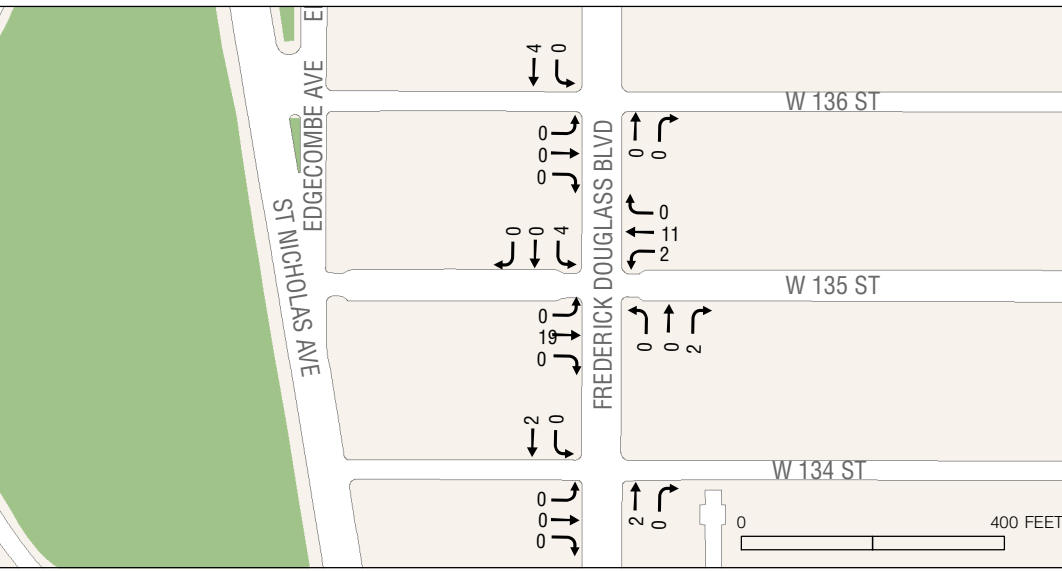 E
4 0
W 136 ST
EDGECOMBE AVE
0
0
0
0 0
FREDERICK DOUGLASS BLVD
0
11
2
ST NICHOLAS AVE
0 0 4
W 135 ST
0
19
0
0 0 2
2 0
W 134 ST
0
0
0
2 0
0 400 FEET